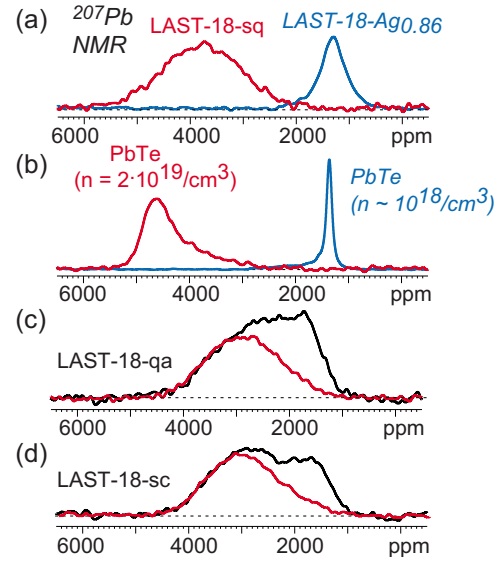 (a)
207Pb
NMR
LAST-18-sq
LAST-18-Ag0.86
6000 4000 2000 ppm
(b)
PbTe
(n = 2·10^19/cm^3)
PbTe
(n ~ 10^18/cm^3)
6000 4000 2000 ppm
(c)
LAST-18-qa
6000 4000 2000 ppm
(d)
LAST-18-sc
6000 4000 2000 ppm